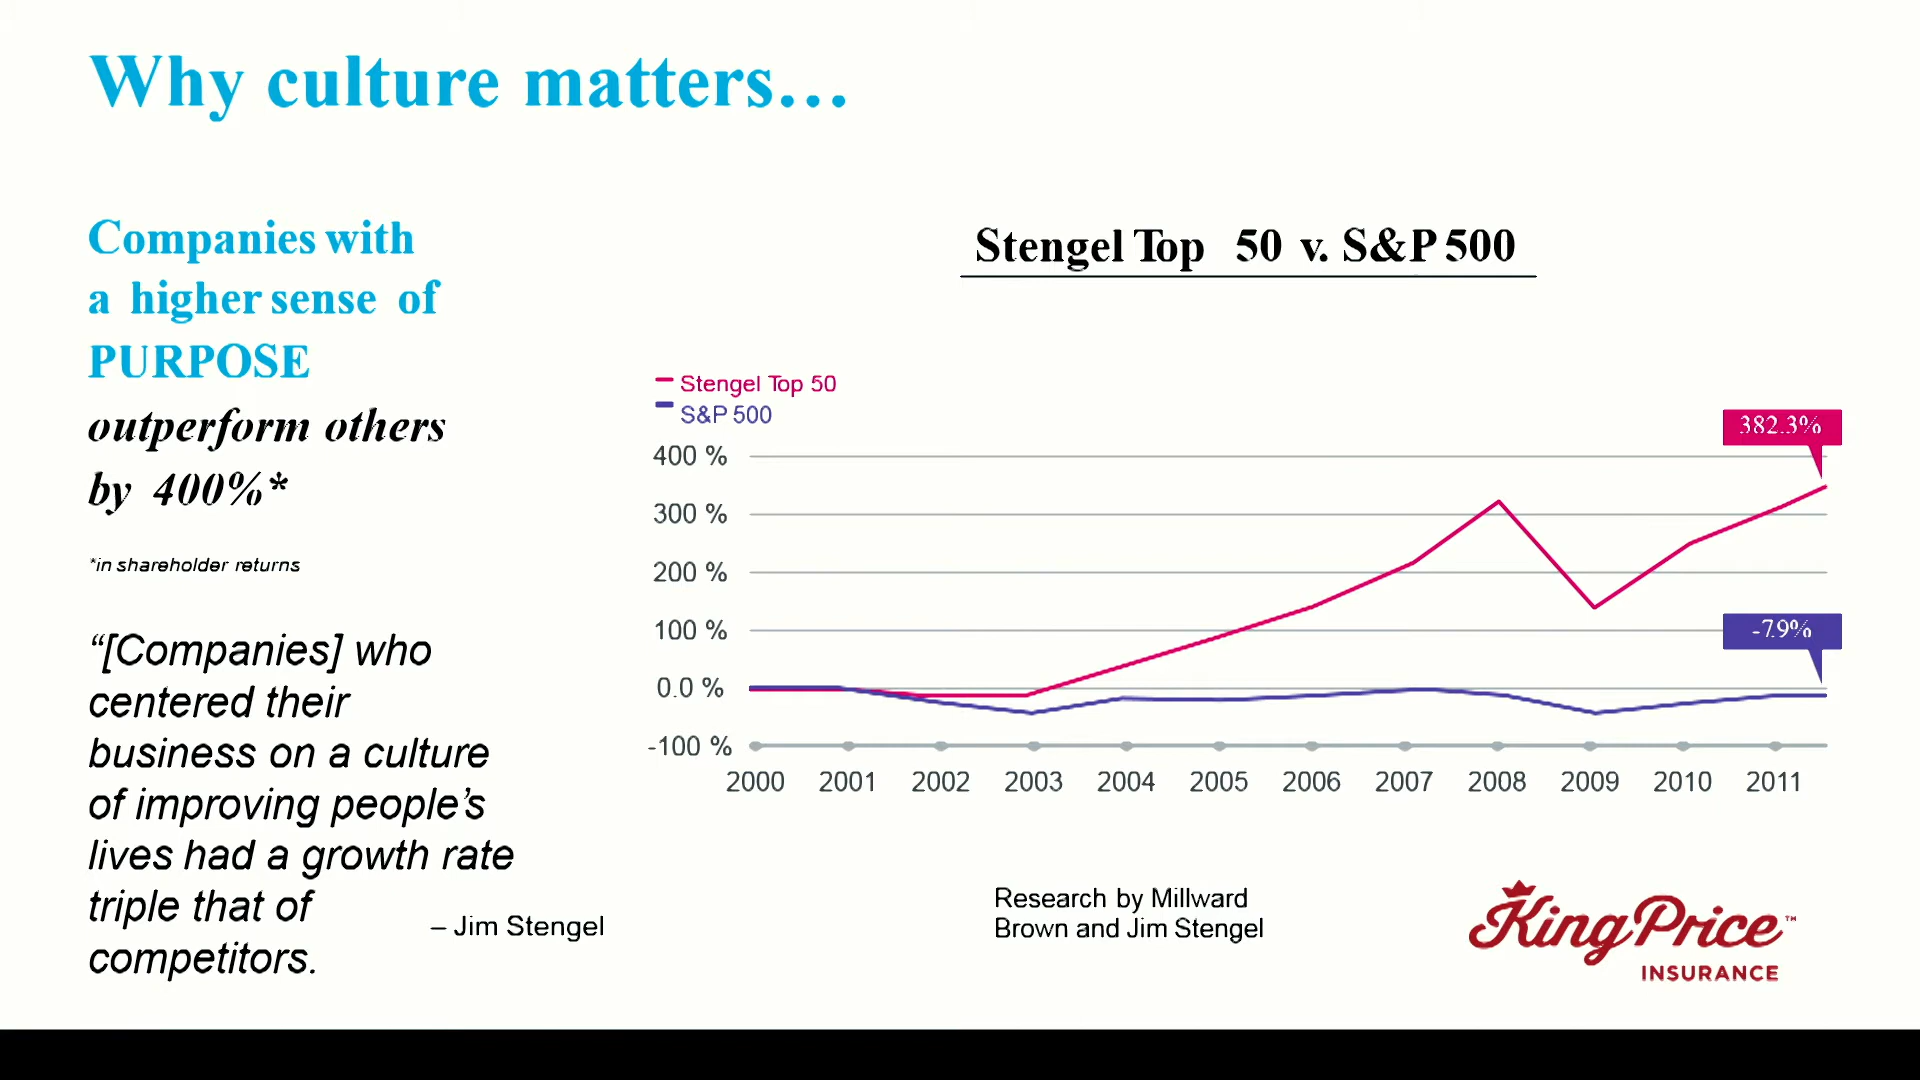 Why culture matters…
Companies with
a higher sense of
PURPOSE
outperform others
by 400%*
*in shareholder returns
“[Companies] who
centered their
business on a culture
of improving people’s
lives had a growth rate
triple that of
competitors.
– Jim Stengel
Stengel Top 50 v. S&P 500
Stengel Top 50
S&P 500
382.3%
-7.9%
400 %
300 %
200 %
100 %
0.0 %
-100 %
2000 2001 2002 2003 2004 2005 2006 2007 2008 2009 2010 2011
Research by Millward
Brown and Jim Stengel
King Price™
INSURANCE